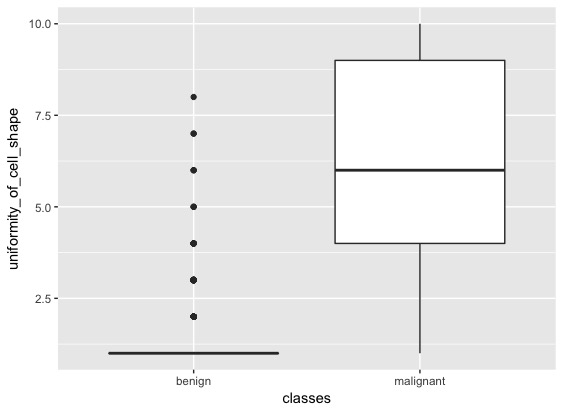 10.0
7.5
5.0
2.5
uniformity_of_cell_shape
benign malignant
classes